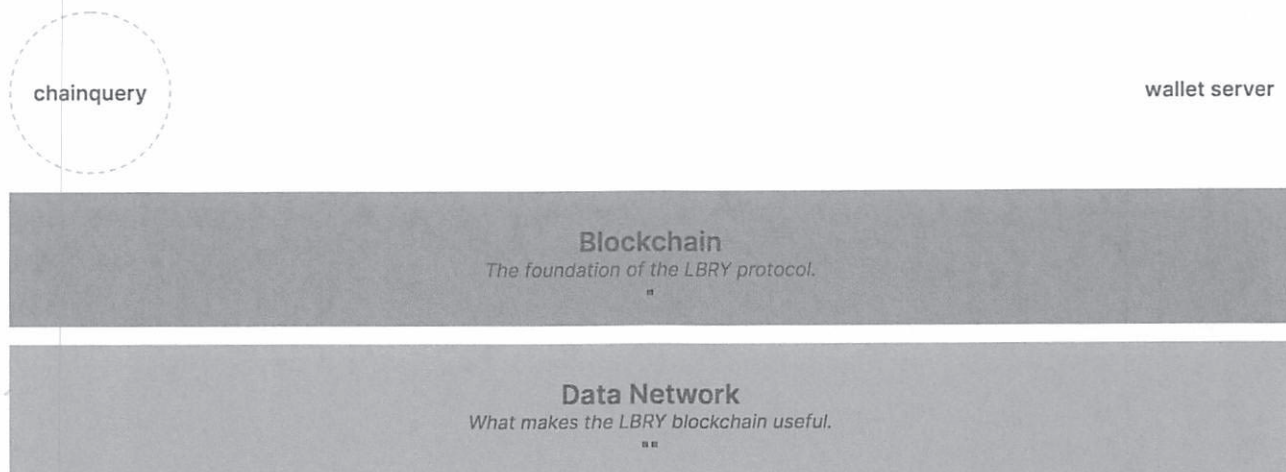 chainquery
wallet server
Blockchain
The foundation of the LBRY protocol.
Data Network
What makes the LBRY blockchain useful.